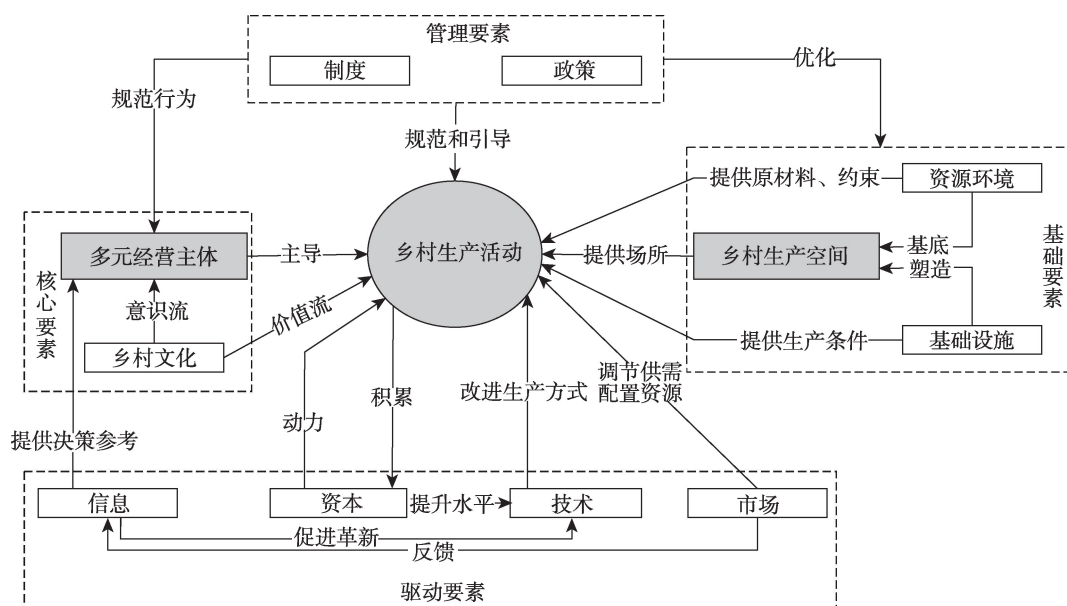 管理要素
制度
政策
优化
规范行为
规范和引导
提供原材料、约束
资源环境
多元经营主体
主导
乡村生产活动
提供场所
乡村生产空间
基底
塑造
基础要素
核心要素
意识流
价值流
乡村文化
提供生产条件
基础设施
调节供需
配置资源
改进生产方式
积累
动力
提供决策参考
信息
资本
提升水平
技术
市场
促进革新
反馈
驱动要素